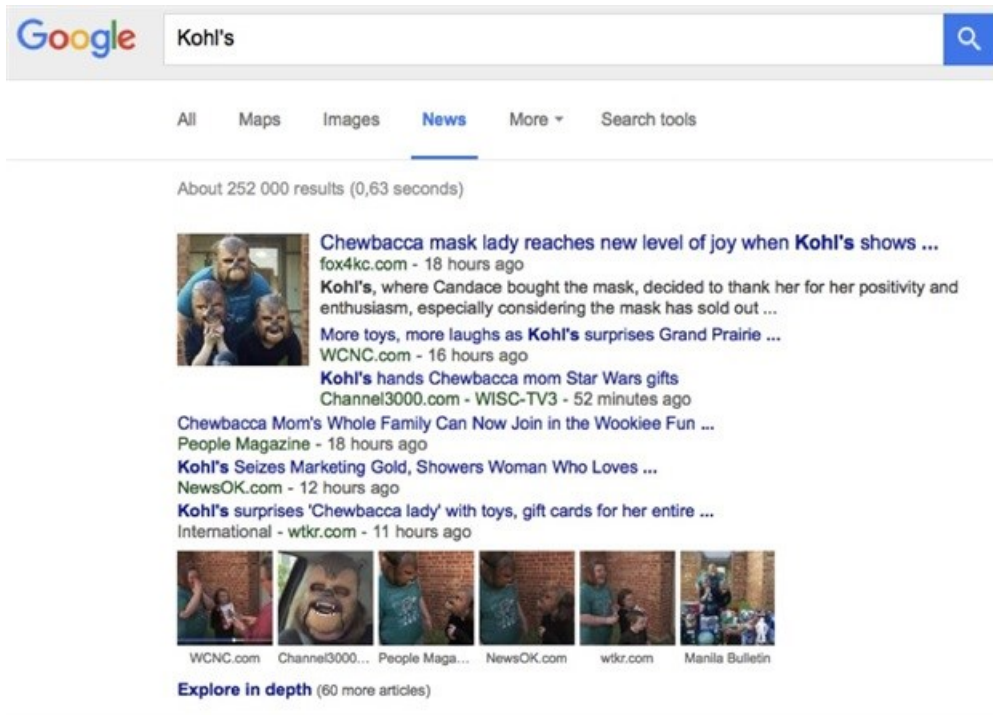 Google
Kohl's
All Maps Images News More Search tools
About 252 000 results (0,63 seconds)
Chewbacca mask lady reaches new level of joy when Kohl's shows ...
fox4kc.com - 18 hours ago
Kohl's, where Candace bought the mask, decided to thank her for her positivity and
enthusiasm, especially considering the mask has sold out ...
More toys, more laughs as Kohl's surprises Grand Prairie ...
WCNC.com - 16 hours ago
Kohl's hands Chewbacca mom Star Wars gifts
Channel3000.com - WISC-TV3 - 52 minutes ago
Chewbacca Mom's Whole Family Can Now Join in the Wookiee Fun ...
People Magazine - 18 hours ago
Kohl's Seizes Marketing Gold, Showers Woman Who Loves ...
NewsOK.com - 12 hours ago
Kohl's surprises 'Chewbacca lady' with toys, gift cards for her entire ...
International - wtkr.com - 11 hours ago
WCNC.com Channel3000... People Maga... NewsOK.com wtkr.com Manila Bulletin
Explore in depth (60 more articles)